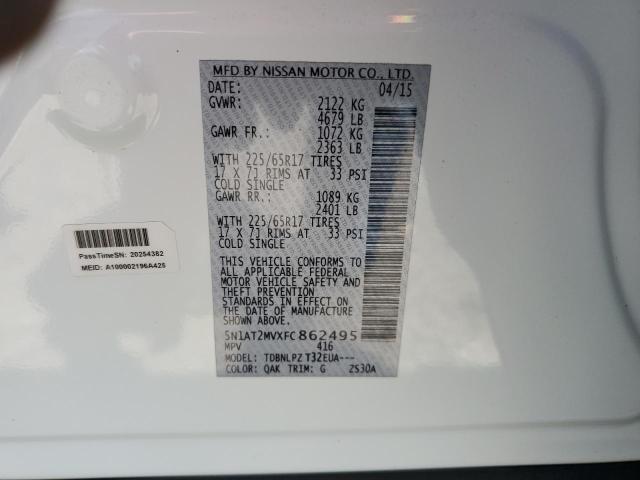 MFD BY NISSAN MOTOR CO., LTD.
DATE: 04/15
GVWR: 2122 KG
4679 LB
GAWR FR.: 1072 KG
2363 LB
WITH 225/65R17 TIRES
17 X 7J RIMS AT 33 PSI
COLD SINGLE
GAWR RR.: 1089 KG
2401 LB
WITH 225/65R17 TIRES
17 X 7J RIMS AT 33 PSI
COLD SINGLE
THIS VEHICLE CONFORMS TO
ALL APPLICABLE FEDERAL
MOTOR VEHICLE SAFETY AND
THEFT PREVENTION
STANDARDS IN EFFECT ON
THE DATE OF MANUFACTURE
SHOWN ABOVE.
5N1AT2MVXFC862495
MPV 416
MODEL: TDBNLPZ T32EUA---
COLOR: QAK TRIM: G 2S30A
PassTimeSN: 20254382
MEID: A100002196A425